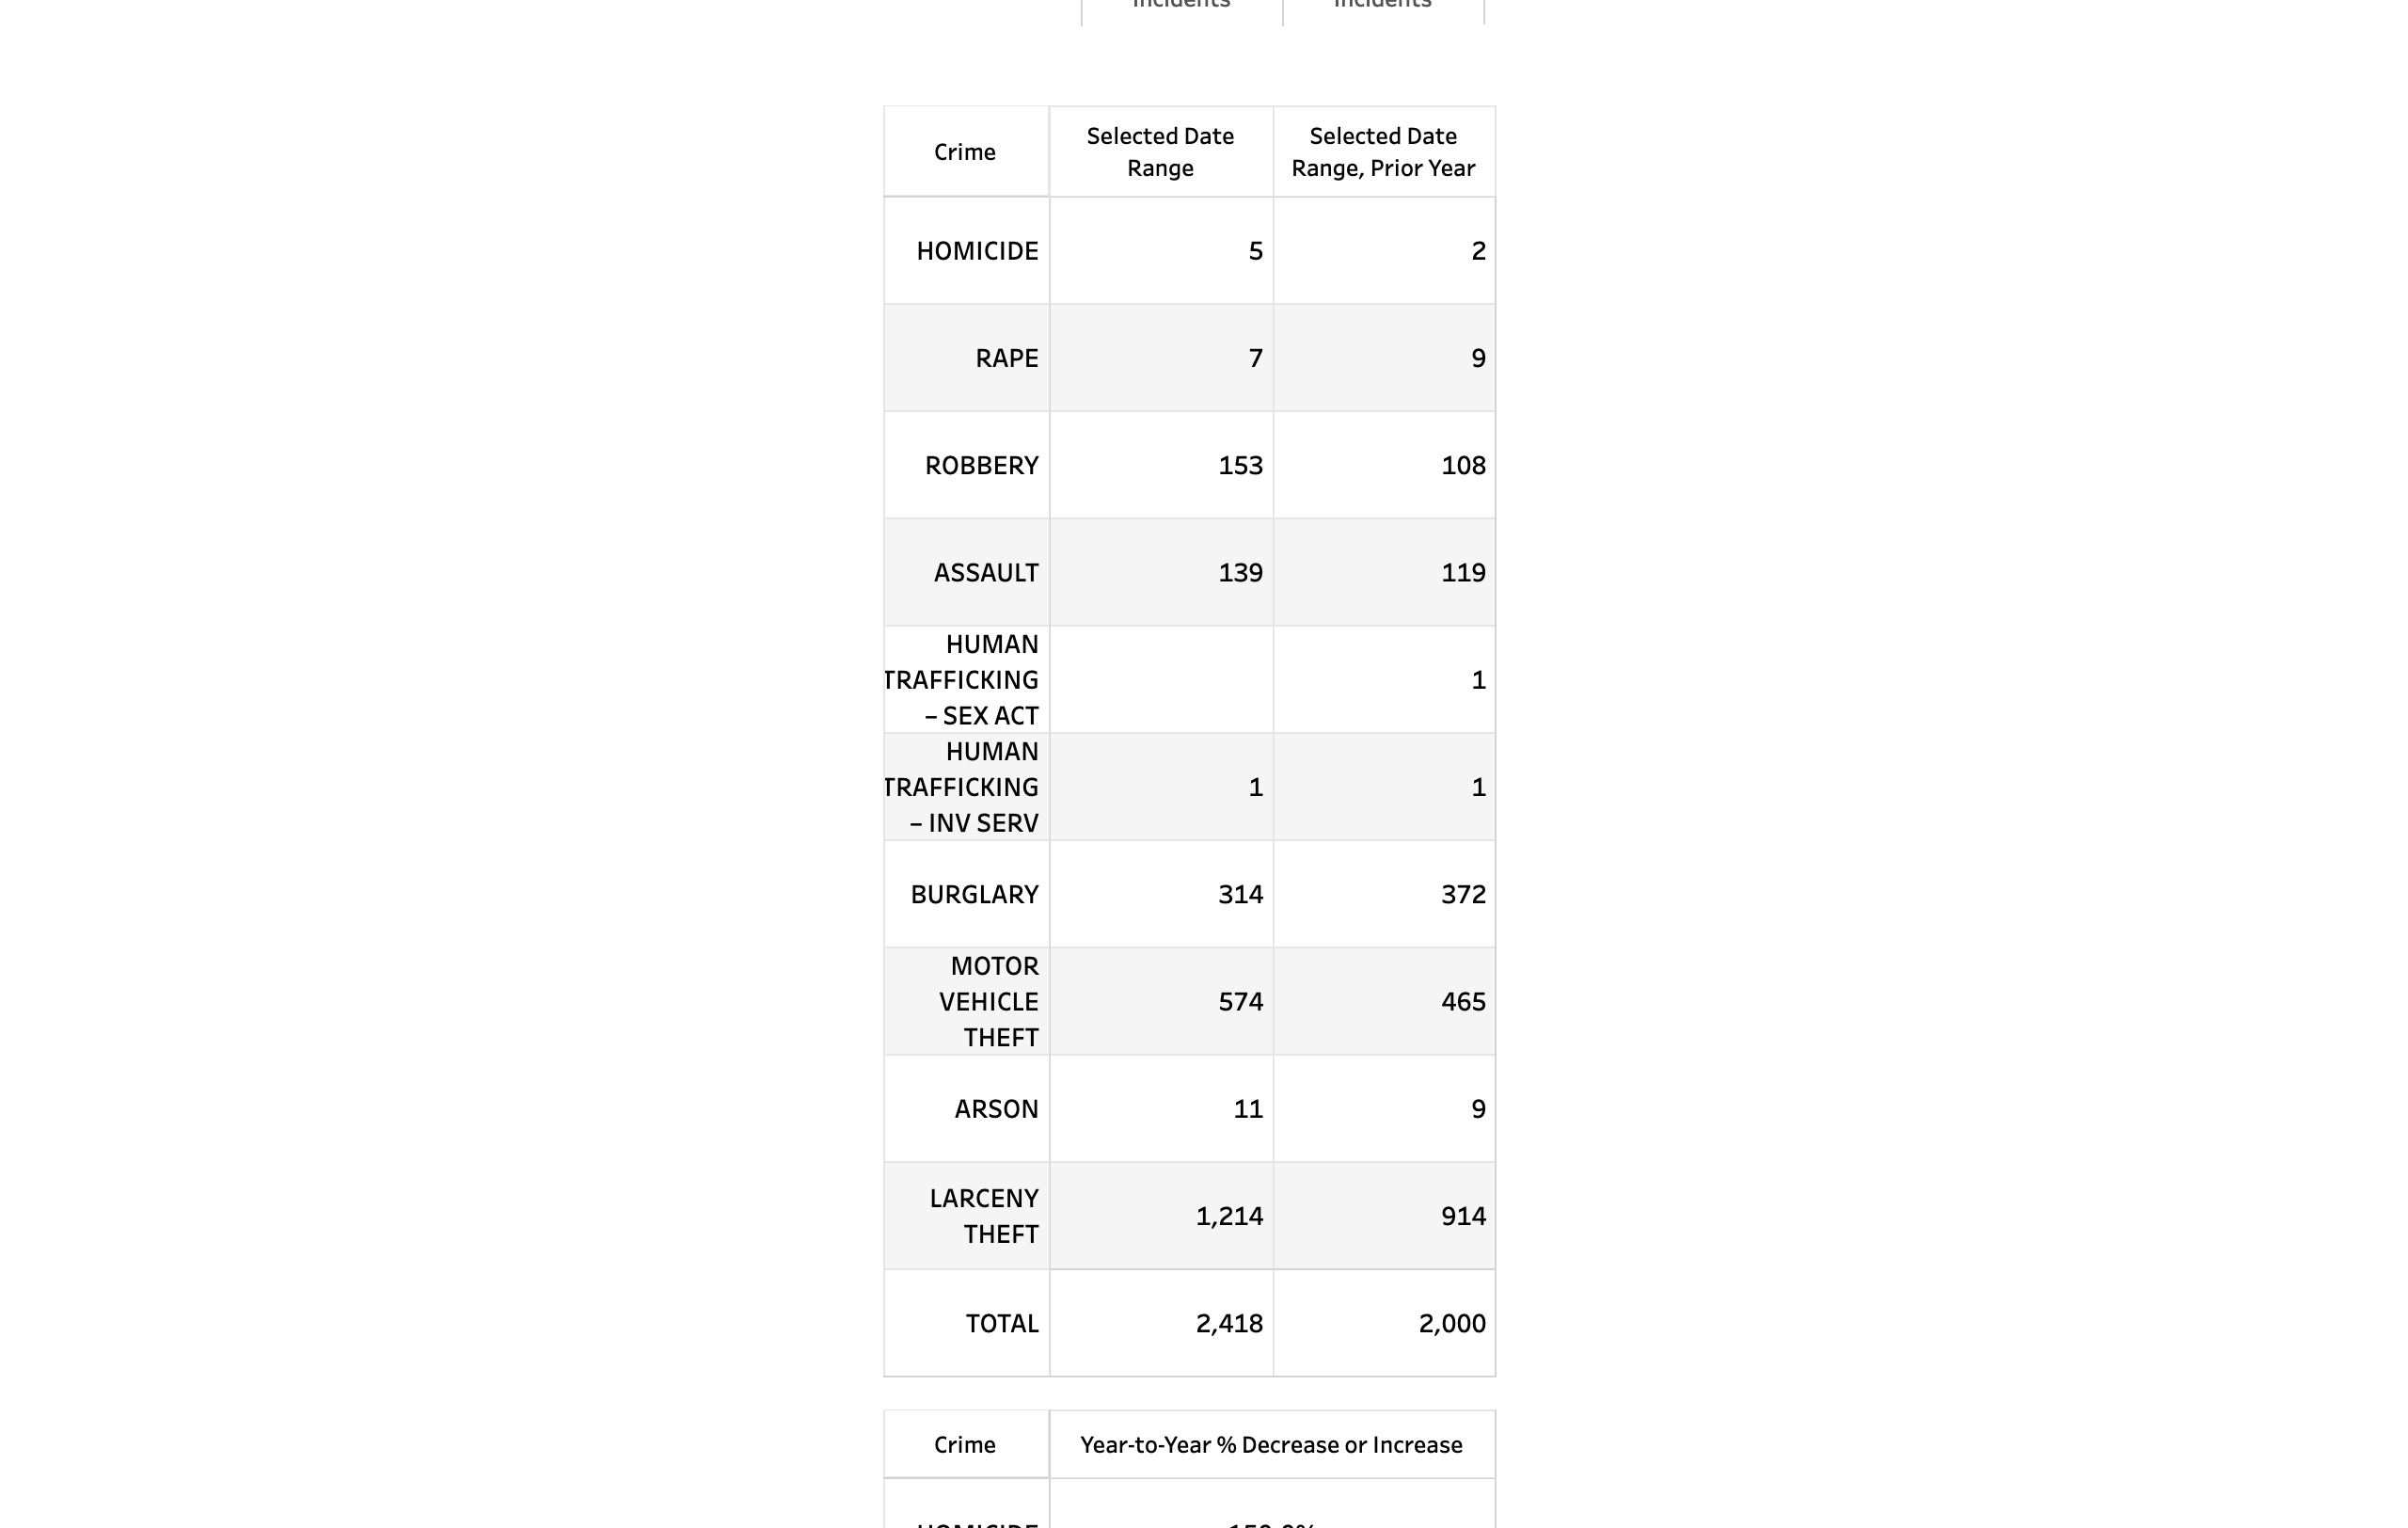 Incidents Incidents
Crime Selected Date Range Selected Date Range, Prior Year
HOMICIDE 5 2
RAPE 7 9
ROBBERY 153 108
ASSAULT 139 119
HUMAN
TRAFFICKING 1
– SEX ACT
HUMAN
TRAFFICKING 1 1
– INV SERV
BURGLARY 314 372
MOTOR
VEHICLE 574 465
THEFT
ARSON 11 9
LARCENY
THEFT 1,214 914
TOTAL 2,418 2,000
Crime Year-to-Year % Decrease or Increase
HOMICIDE 150.0%